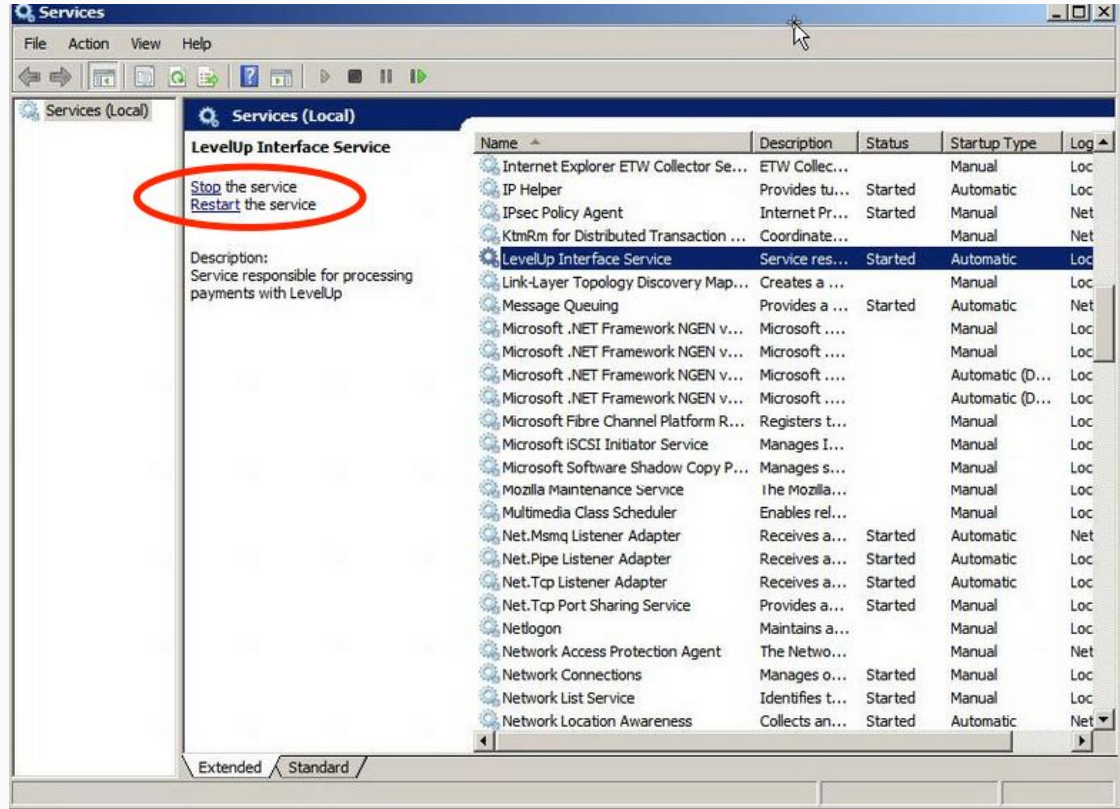 Services
File Action View Help
Services (Local)
Services (Local)
LevelUp Interface Service
Stop the service
Restart the service
Description:
Service responsible for processing
payments with LevelUp
Name Description Status Startup Type Log
Internet Explorer ETW Collector Se... ETW Collec... Manual Loc
IP Helper Provides tu... Started Automatic Loc
IPsec Policy Agent Internet Pr... Started Manual Net
KtmRm for Distributed Transaction ... Coordinate... Manual Net
LevelUp Interface Service Service res... Started Automatic Loc
Link-Layer Topology Discovery Map... Creates a ... Manual Loc
Message Queuing Provides a ... Started Automatic Net
Microsoft .NET Framework NGEN v... Microsoft .... Manual Loc
Microsoft .NET Framework NGEN v... Microsoft .... Manual Loc
Microsoft .NET Framework NGEN v... Microsoft .... Automatic (D... Loc
Microsoft .NET Framework NGEN v... Microsoft .... Automatic (D... Loc
Microsoft Fibre Channel Platform R... Registers t... Manual Loc
Microsoft iSCSI Initiator Service Manages I... Manual Loc
Microsoft Software Shadow Copy P... Manages s... Manual Loc
Mozilla Maintenance Service The Mozilla... Manual Loc
Multimedia Class Scheduler Enables rel... Manual Loc
Net.Msmq Listener Adapter Receives a... Started Automatic Net
Net.Pipe Listener Adapter Receives a... Started Automatic Loc
Net.Tcp Listener Adapter Receives a... Started Automatic Loc
Net.Tcp Port Sharing Service Provides a... Started Manual Loc
Netlogon Maintains a... Manual Loc
Network Access Protection Agent The Netwo... Manual Net
Network Connections Manages o... Started Manual Loc
Network List Service Identifies t... Started Manual Loc
Network Location Awareness Collects an... Started Automatic Net
Extended Standard